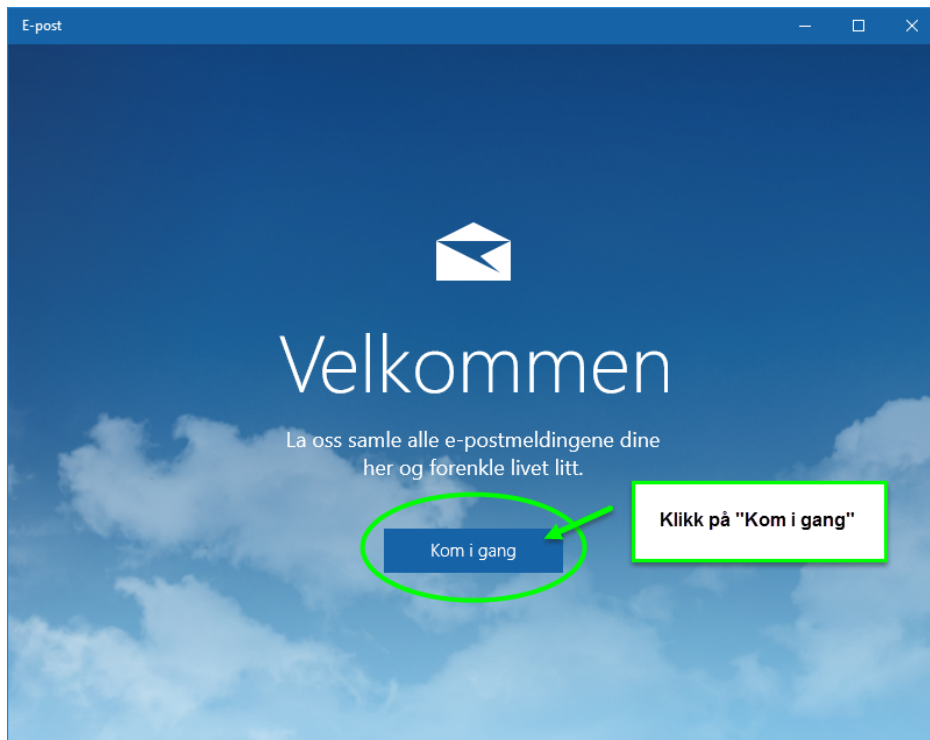 E-post
Velkommen
La oss samle alle e-postmeldingene dine
her og forenkle livet litt.
Klikk på "Kom i gang"
Kom i gang